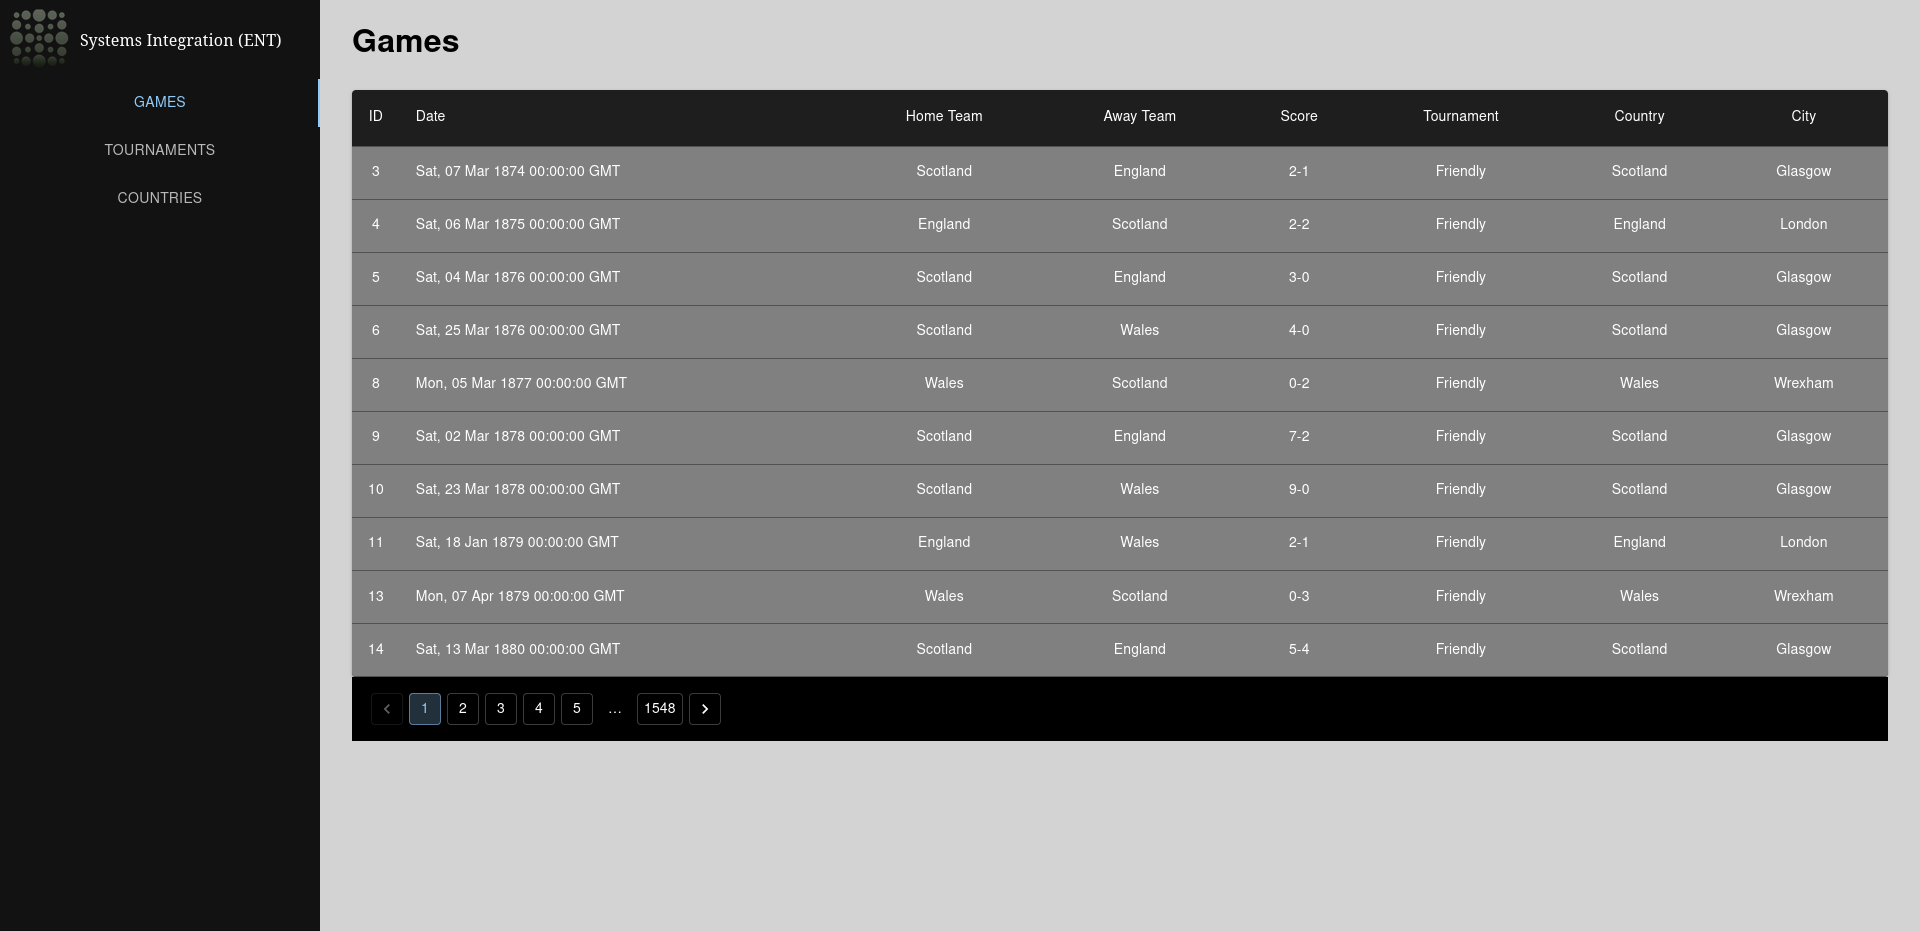 Systems Integration (ENT)
GAMES
TOURNAMENTS
COUNTRIES
Games
ID Date Home Team Away Team Score Tournament Country City
3 Sat, 07 Mar 1874 00:00:00 GMT Scotland England 2-1 Friendly Scotland Glasgow
4 Sat, 06 Mar 1875 00:00:00 GMT England Scotland 2-2 Friendly England London
5 Sat, 04 Mar 1876 00:00:00 GMT Scotland England 3-0 Friendly Scotland Glasgow
6 Sat, 25 Mar 1876 00:00:00 GMT Scotland Wales 4-0 Friendly Scotland Glasgow
8 Mon, 05 Mar 1877 00:00:00 GMT Wales Scotland 0-2 Friendly Wales Wrexham
9 Sat, 02 Mar 1878 00:00:00 GMT Scotland England 7-2 Friendly Scotland Glasgow
10 Sat, 23 Mar 1878 00:00:00 GMT Scotland Wales 9-0 Friendly Scotland Glasgow
11 Sat, 18 Jan 1879 00:00:00 GMT England Wales 2-1 Friendly England London
13 Mon, 07 Apr 1879 00:00:00 GMT Wales Scotland 0-3 Friendly Wales Wrexham
14 Sat, 13 Mar 1880 00:00:00 GMT Scotland England 5-4 Friendly Scotland Glasgow
1 2 3 4 5 … 1548